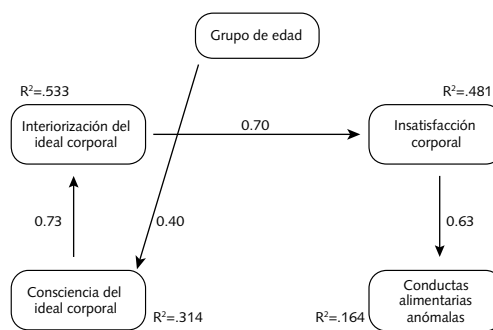 Grupo de edad
R²=.533
R²=.481
Interiorización del
ideal corporal
0.70
Insatisfacción
corporal
0.73
0.40
0.63
Consciencia del
ideal corporal
R²=.314
R²=.164
Conductas
alimentarias
anómalas